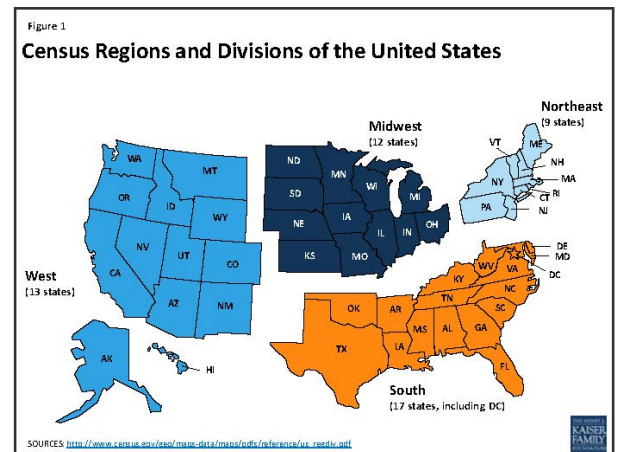 Figure 1
Census Regions and Divisions of the United States
Northeast
(9 states)
Midwest
(12 states)
VT
ME
NH
MA
RI
CT
NJ
NY
PA
WA
MT
OR
ID
WY
NV
UT
CO
CA
AZ
NM
ND
MN
WI
MI
SD
IA
NE
IL
IN
OH
KS
MO
West
(13 states)
DE
MD
DC
WV
VA
KY
NC
TN
SC
OK
AR
MS
AL
GA
TX
LA
FL
AK
HI
South
(17 states, including DC)
THE HENRY J.
KAISER
FAMILY
FOUNDATION
SOURCES: http://www.census.gov/geo/maps-data/maps/pdfs/reference/us_regdiv.pdf